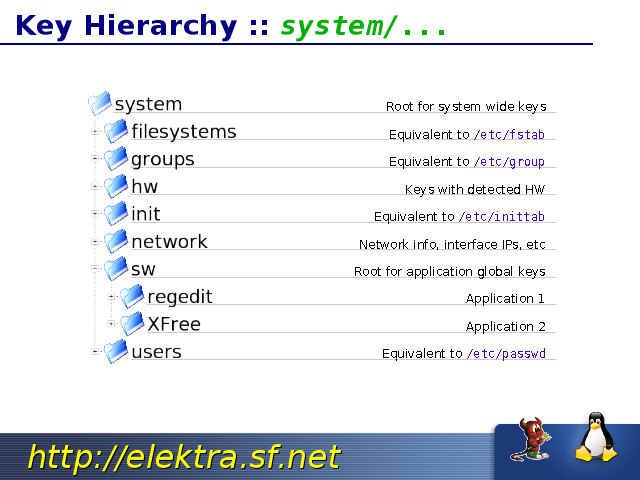 Key Hierarchy :: system/...
system Root for system wide keys
filesystems Equivalent to /etc/fstab
groups Equivalent to /etc/group
hw Keys with detected HW
init Equivalent to /etc/inittab
network Network info, interface IPs, etc
sw Root for application global keys
regedit Application 1
XFree Application 2
users Equivalent to /etc/passwd
http://elektra.sf.net